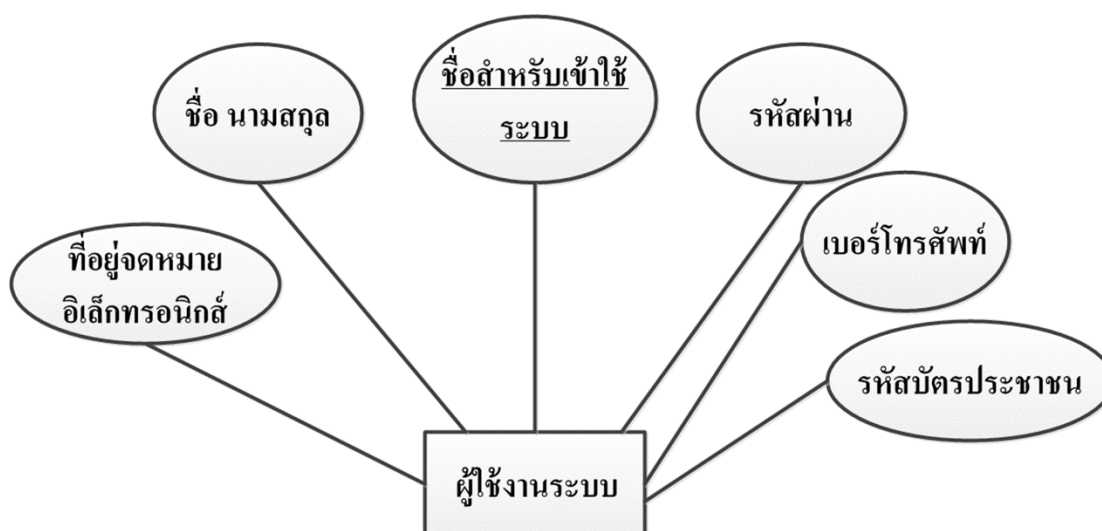 ชื่อสำหรับเข้าใช้
ระบบ
ชื่อ นามสกุล
รหัสผ่าน
เบอร์โทรศัพท์
ที่อยู่จดหมาย
อิเล็กทรอนิกส์
รหัสบัตรประชาชน
ผู้ใช้งานระบบ